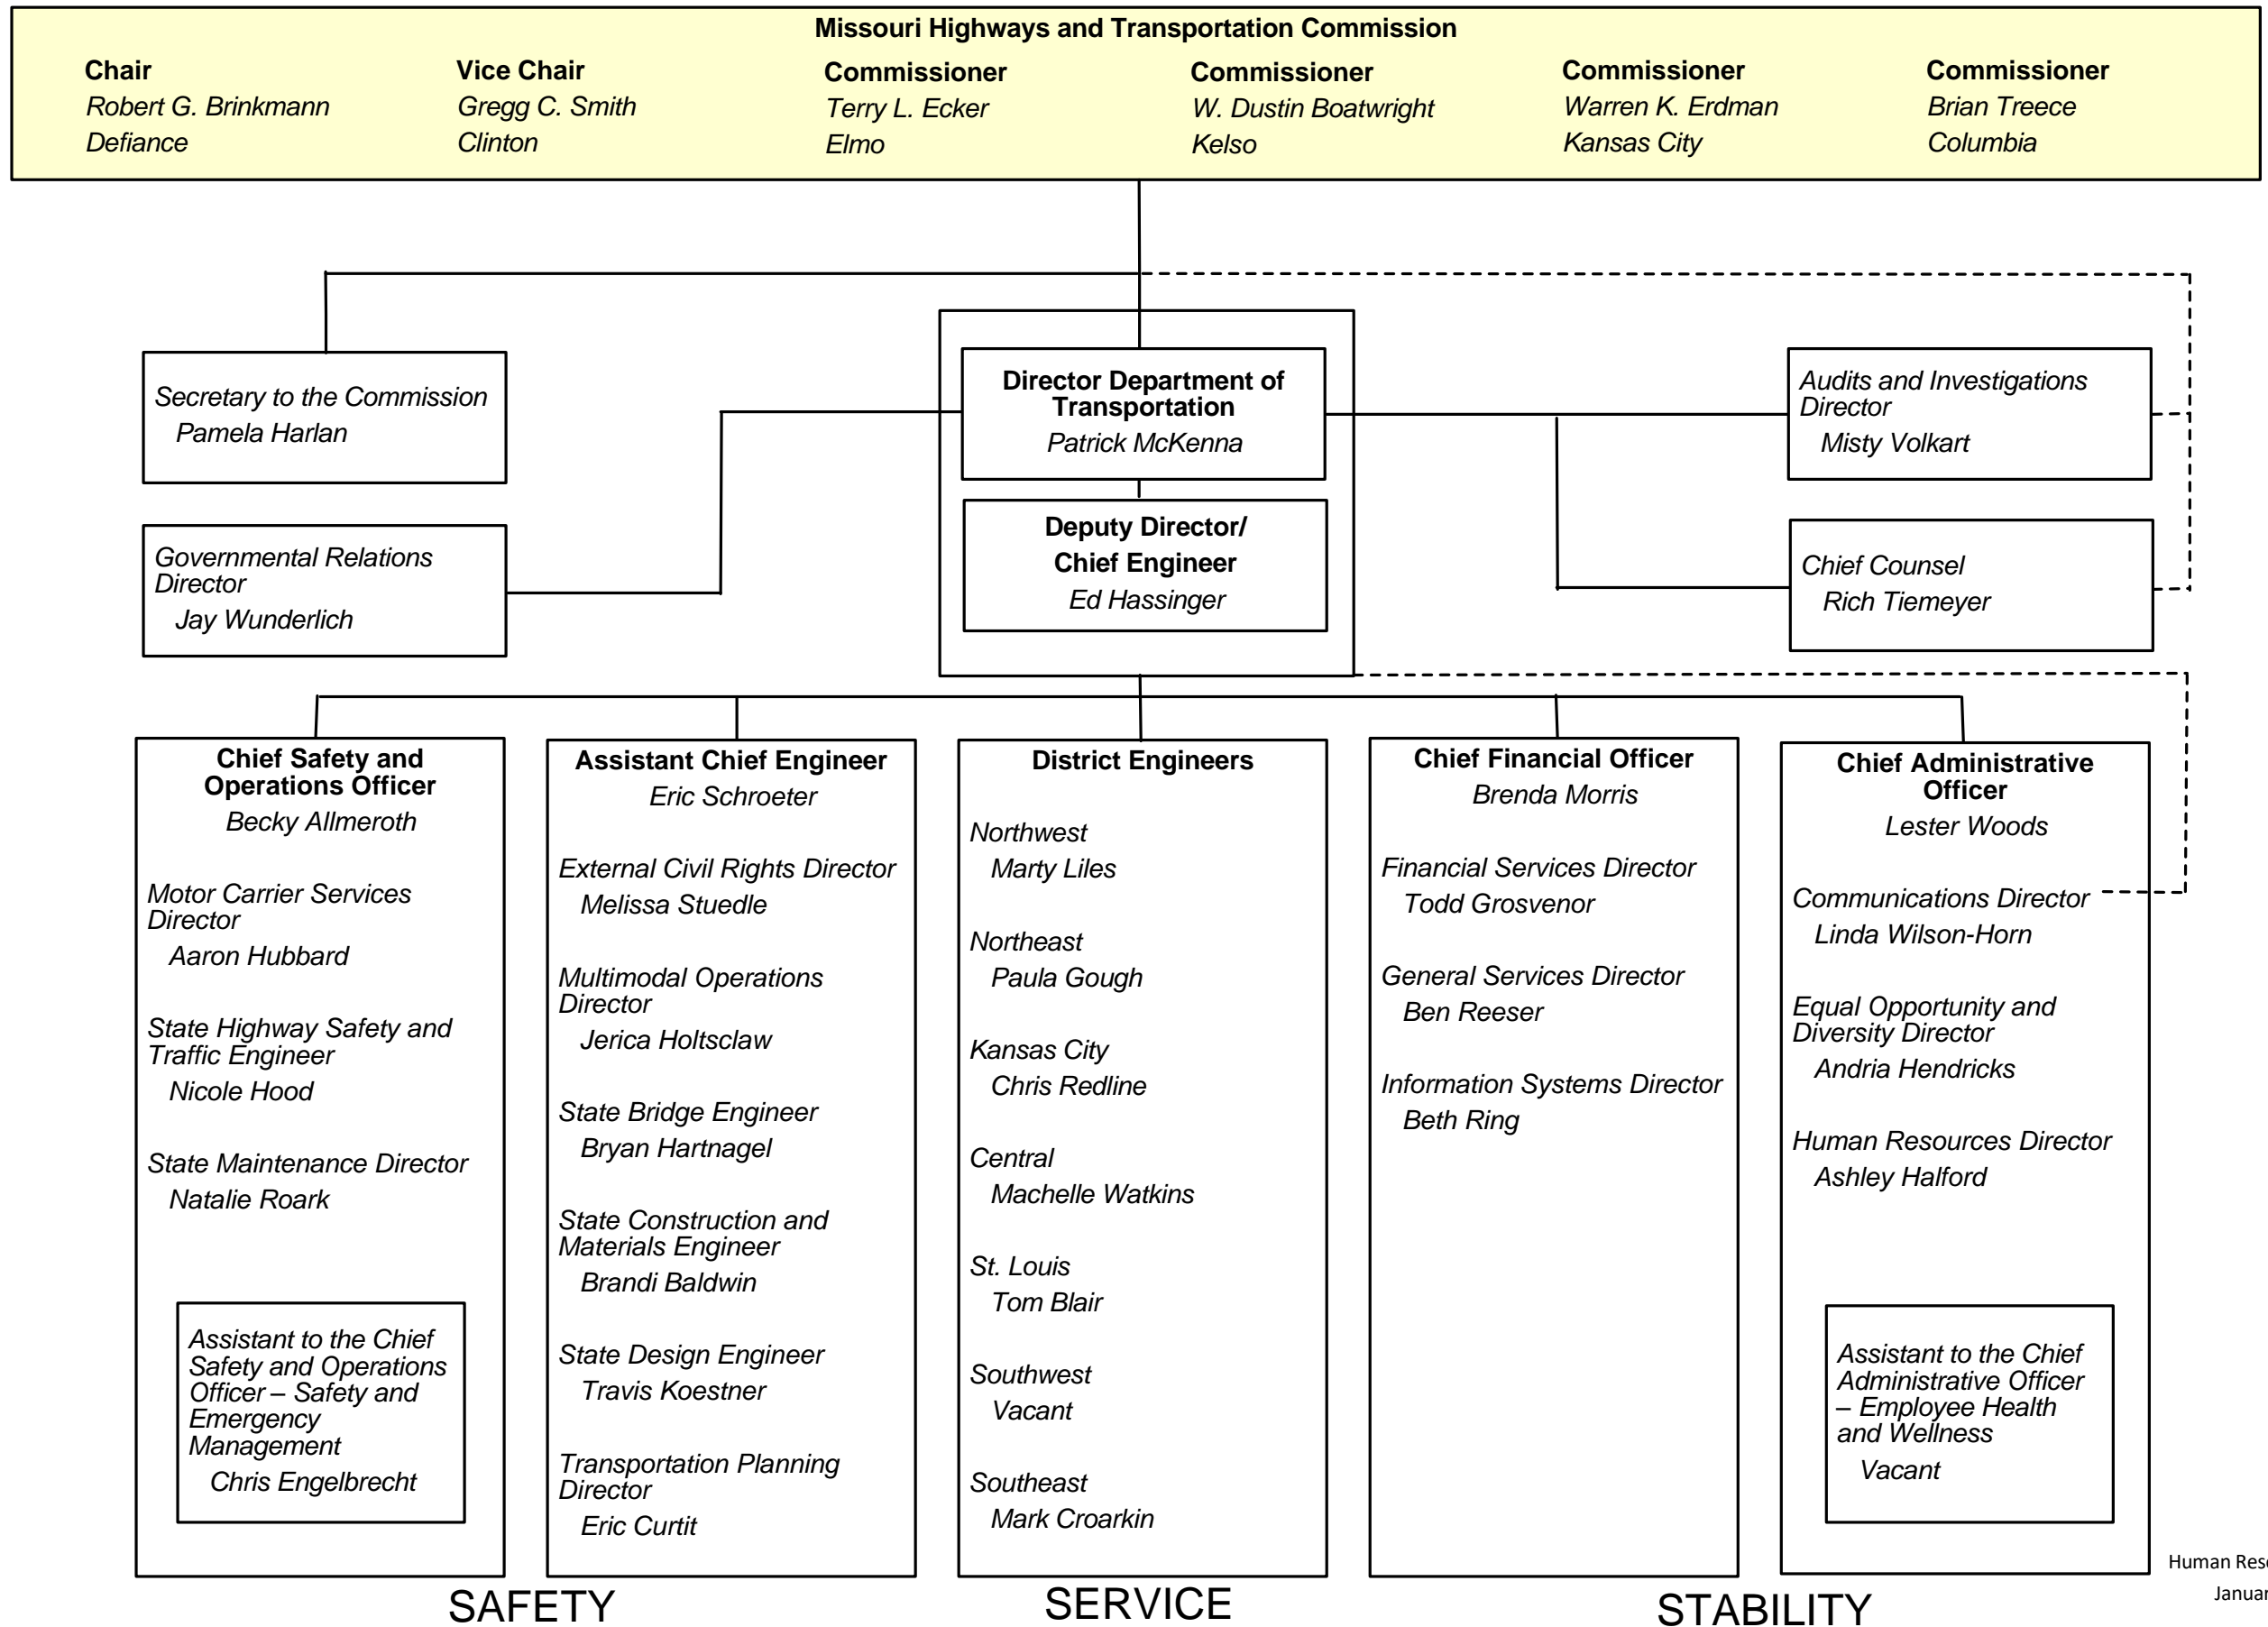 Missouri Highways and Transportation Commission
Chair
Robert G. Brinkmann
Defiance
Vice Chair
Gregg C. Smith
Clinton
Commissioner
Terry L. Ecker
Elmo
Commissioner
W. Dustin Boatwright
Kelso
Commissioner
Warren K. Erdman
Kansas City
Commissioner
Brian Treece
Columbia
Secretary to the Commission
Pamela Harlan
Director Department of
Transportation
Patrick McKenna
Audits and Investigations
Director
Misty Volkart
Governmental Relations
Director
Jay Wunderlich
Deputy Director/
Chief Engineer
Ed Hassinger
Chief Counsel
Rich Tiemeyer
Chief Safety and
Operations Officer
Becky Allmeroth
Motor Carrier Services
Director
Aaron Hubbard
State Highway Safety and
Traffic Engineer
Nicole Hood
State Maintenance Director
Natalie Roark
Assistant to the Chief
Safety and Operations
Officer – Safety and
Emergency
Management
Chris Engelbrecht
Assistant Chief Engineer
Eric Schroeter
External Civil Rights Director
Melissa Stuedle
Multimodal Operations
Director
Jerica Holtsclaw
State Bridge Engineer
Bryan Hartnagel
State Construction and
Materials Engineer
Brandi Baldwin
State Design Engineer
Travis Koestner
Transportation Planning
Director
Eric Curtit
District Engineers
Northwest
Marty Liles
Northeast
Paula Gough
Kansas City
Chris Redline
Central
Machelle Watkins
St. Louis
Tom Blair
Southwest
Vacant
Southeast
Mark Croarkin
Chief Financial Officer
Brenda Morris
Financial Services Director
Todd Grosvenor
General Services Director
Ben Reeser
Information Systems Director
Beth Ring
Chief Administrative
Officer
Lester Woods
Communications Director
Linda Wilson-Horn
Equal Opportunity and
Diversity Director
Andria Hendricks
Human Resources Director
Ashley Halford
Assistant to the Chief
Administrative Officer
– Employee Health
and Wellness
Vacant
SAFETY
SERVICE
STABILITY
Human